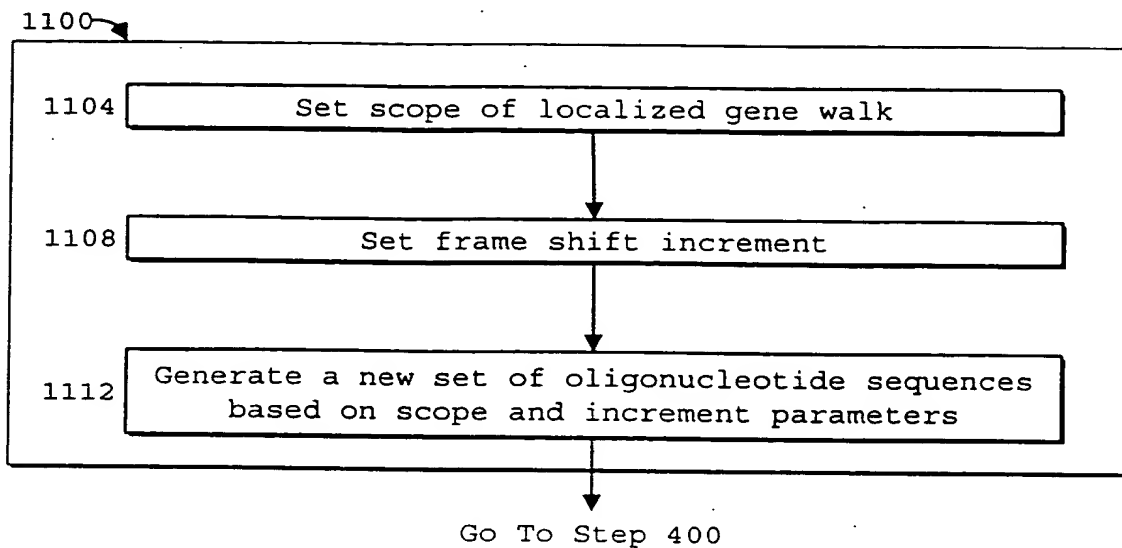 1100
1104 Set scope of localized gene walk
1108 Set frame shift increment
1112 Generate a new set of oligonucleotide sequences
based on scope and increment parameters
Go To Step 400